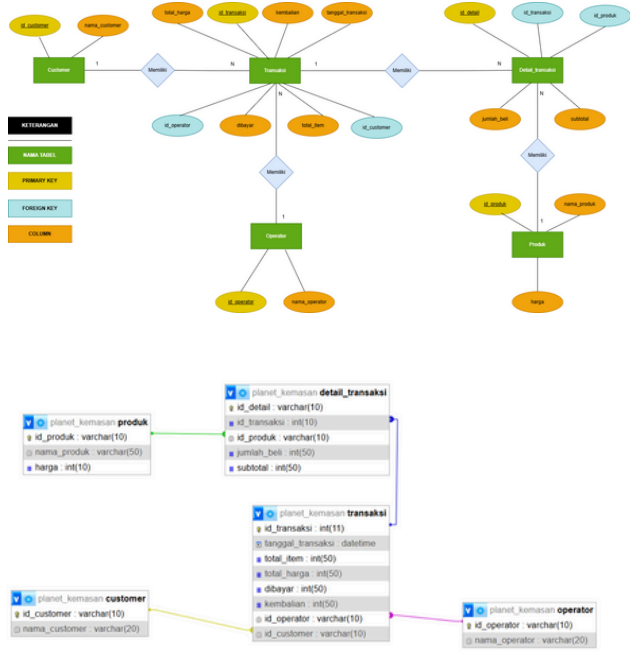 id_customer
nama_customer
total_harga
id_transaksi
kembalian
tanggal_transaksi
id_detail
id_transaksi
id_produk
Customer
1
Memiliki
N
Transaksi
1
Memiliki
N
Detail_transaksi
id_operator
dibayar
total_item
id_customer
N
jumlah_beli
subtotal
N
KETERANGAN
NAMA TABEL
PRIMARY KEY
FOREIGN KEY
COLUMN
Memiliki
Memiliki
1
Operator
id_produk
nama_produk
1
Produk
id_operator
nama_operator
harga
planet_kemasan detail_transaksi
id_detail : varchar(10)
id_transaksi : int(10)
id_produk : varchar(10)
jumlah_beli : int(50)
subtotal : int(50)
planet_kemasan produk
id_produk : varchar(10)
nama_produk : varchar(50)
harga : int(10)
planet_kemasan transaksi
id_transaksi : int(11)
tanggal_transaksi : datetime
total_item : int(50)
total_harga : int(50)
dibayar : int(50)
kembalian : int(50)
id_operator : varchar(10)
id_customer : varchar(10)
planet_kemasan customer
id_customer : varchar(10)
nama_customer : varchar(20)
planet_kemasan operator
id_operator : varchar(10)
nama_operator : varchar(20)